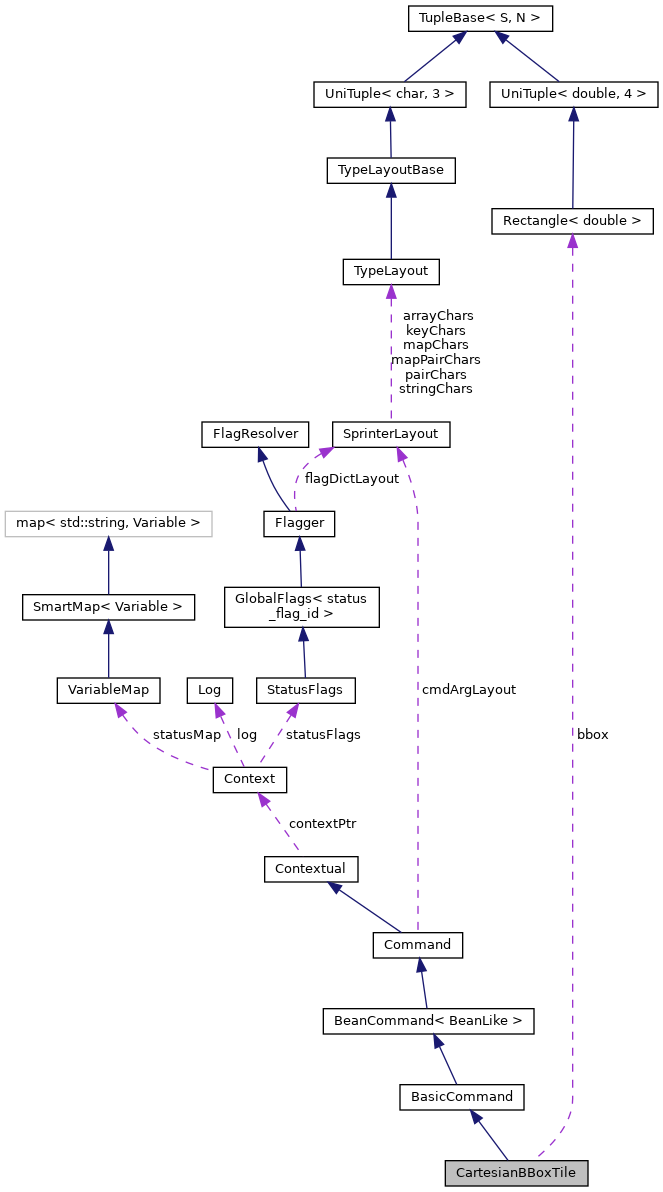 TupleBase< S, N >
UniTuple< char, 3 >
UniTuple< double, 4 >
TypeLayoutBase
Rectangle< double >
TypeLayout
arrayChars
keyChars
mapChars
mapPairChars
pairChars
stringChars
FlagResolver
SprinterLayout
flagDictLayout
map< std::string, Variable >
Flagger
SmartMap< Variable >
GlobalFlags< status
_flag_id >
VariableMap
Log
StatusFlags
cmdArgLayout
statusMap
log
statusFlags
bbox
Context
contextPtr
Contextual
Command
BeanCommand< BeanLike >
BasicCommand
CartesianBBoxTile